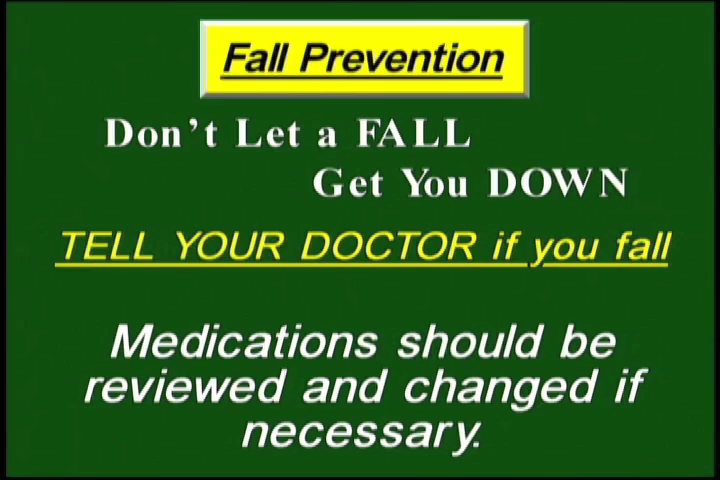 Fall Prevention
Don't Let a FALL
Get You DOWN
TELL YOUR DOCTOR if you fall
Medications should be
reviewed and changed if
necessary.